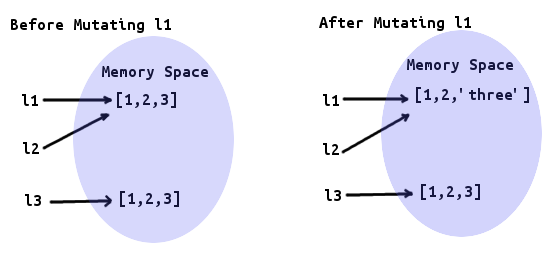 Before Mutating l1
Memory Space
l1
[1,2,3]
l2
l3
[1,2,3]
After Mutating l1
Memory Space
l1
[1,2,'three']
l2
l3
[1,2,3]